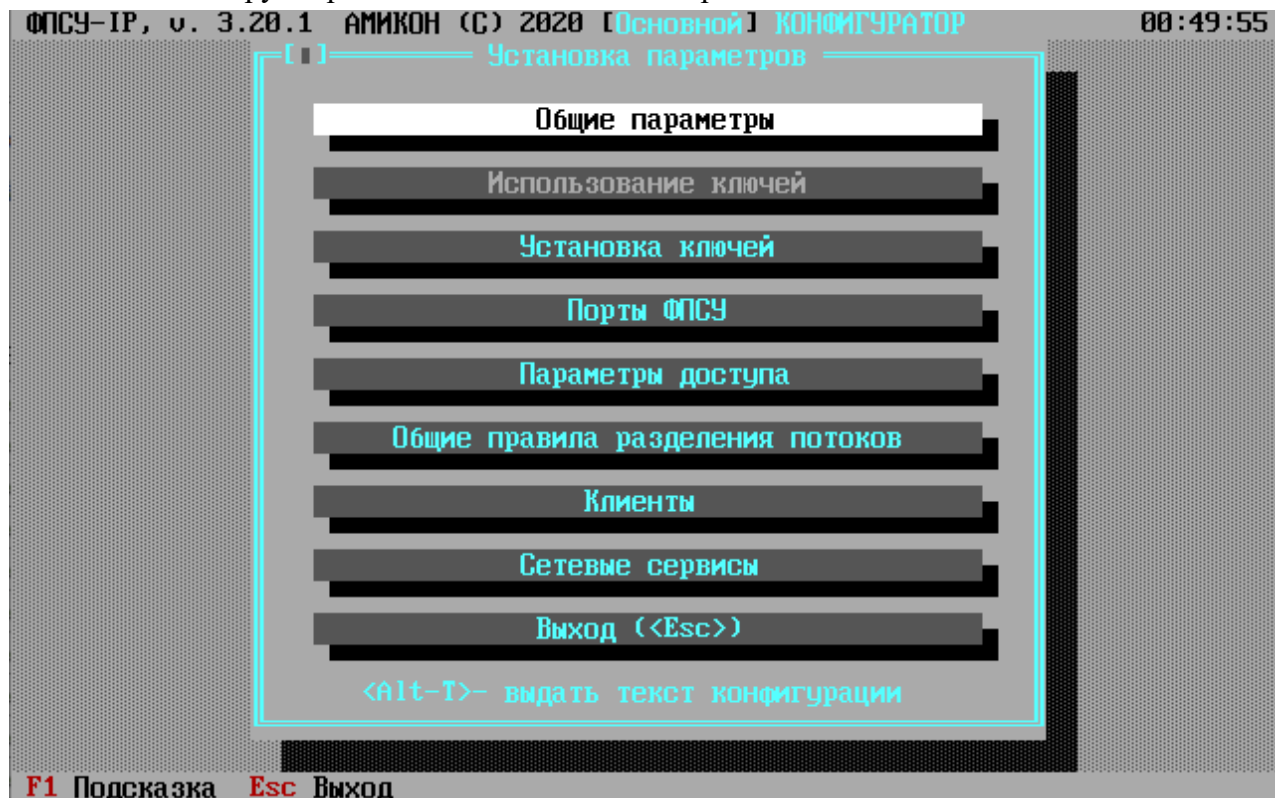 ФПСУ-IP, v. 3.20.1 АМИКОН (C) 2020 [Основной] КОНФИГУРАТОР 00:49:55
Установка параметров
Общие параметры
Использование ключей
Установка ключей
Порты ФПСУ
Параметры доступа
Общие правила разделения потоков
Клиенты
Сетевые сервисы
Выход (<Esc>)
<Alt-T>- выдать текст конфигурации
F1 Подсказка Esc Выход